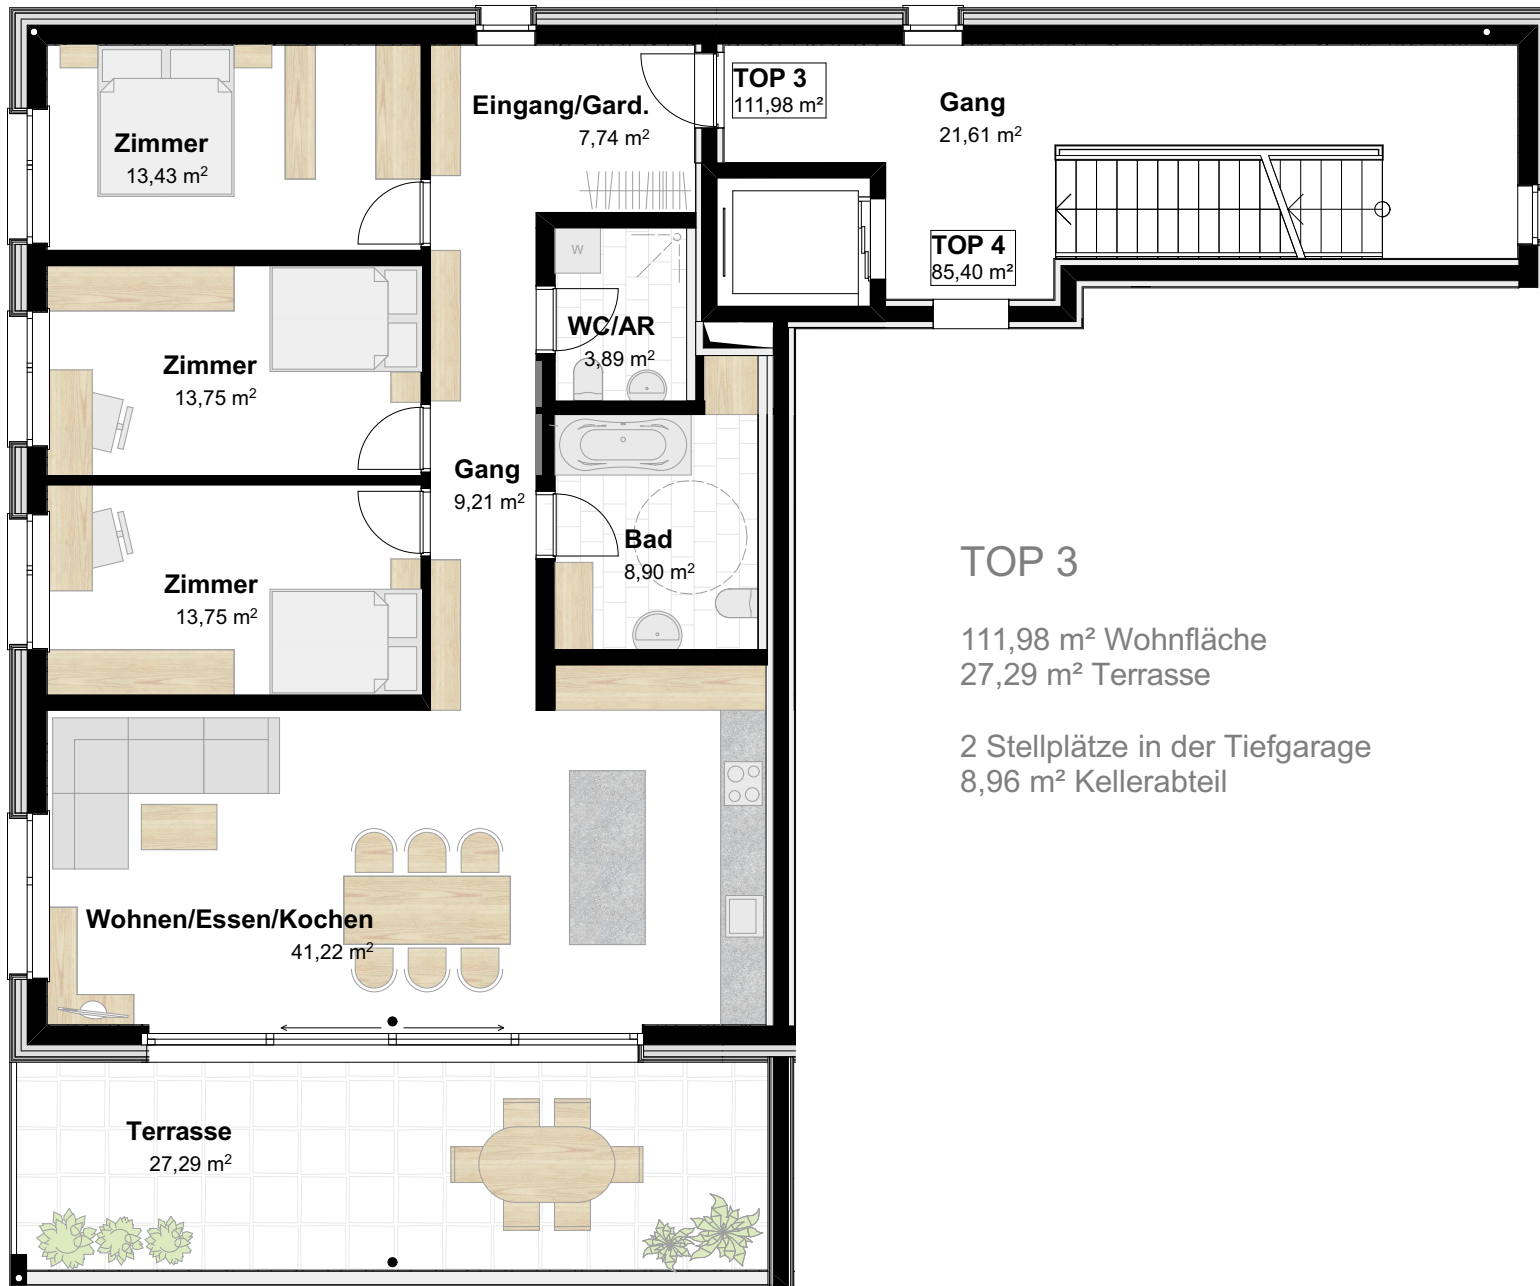 TOP 3
111,98 m²
Gang
21,61 m²
Eingang/Gard.
7,74 m²
Zimmer
13,43 m²
TOP 4
85,40 m²
W
WC/AR
3,89 m²
Zimmer
13,75 m²
Gang
9,21 m²
Bad
8,90 m²
Zimmer
13,75 m²
TOP 3
111,98 m² Wohnfläche
27,29 m² Terrasse
2 Stellplätze in der Tiefgarage
8,96 m² Kellerabteil
Wohnen/Essen/Kochen
41,22 m²
Terrasse
27,29 m²